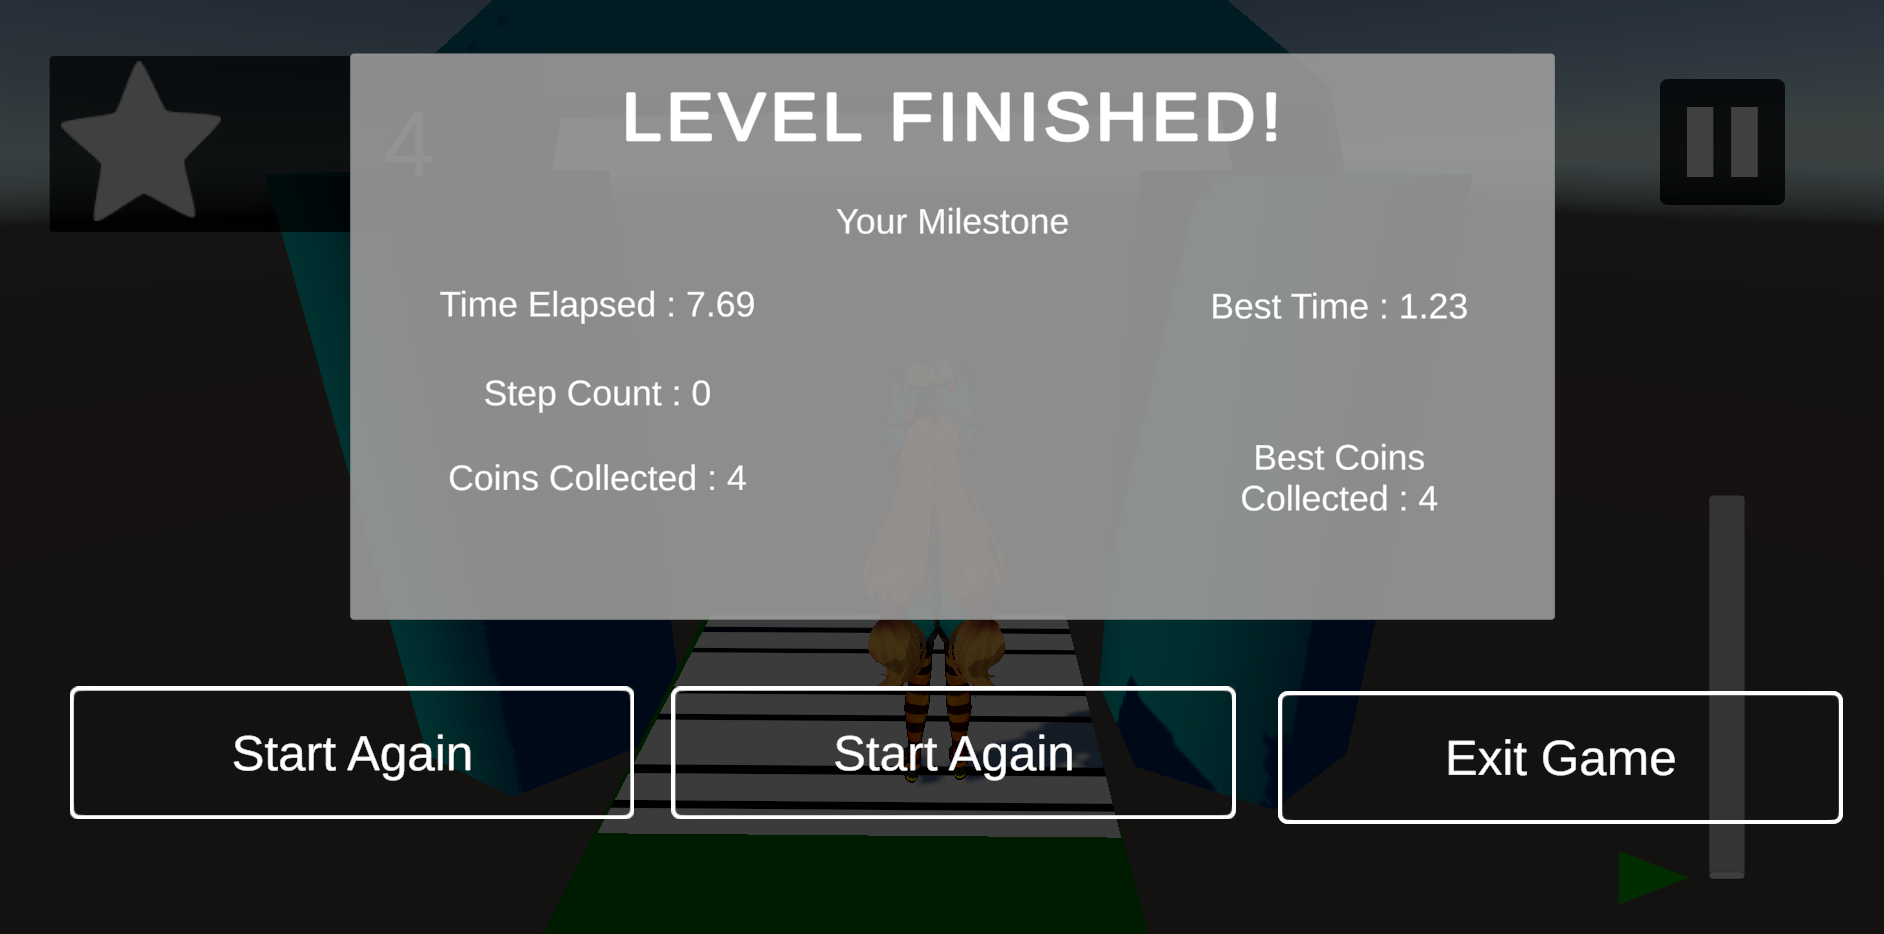 4
LEVEL FINISHED!
Your Milestone
Time Elapsed : 7.69
Best Time : 1.23
Step Count : 0
Coins Collected : 4
Best Coins
Collected : 4
Start Again
Start Again
Exit Game